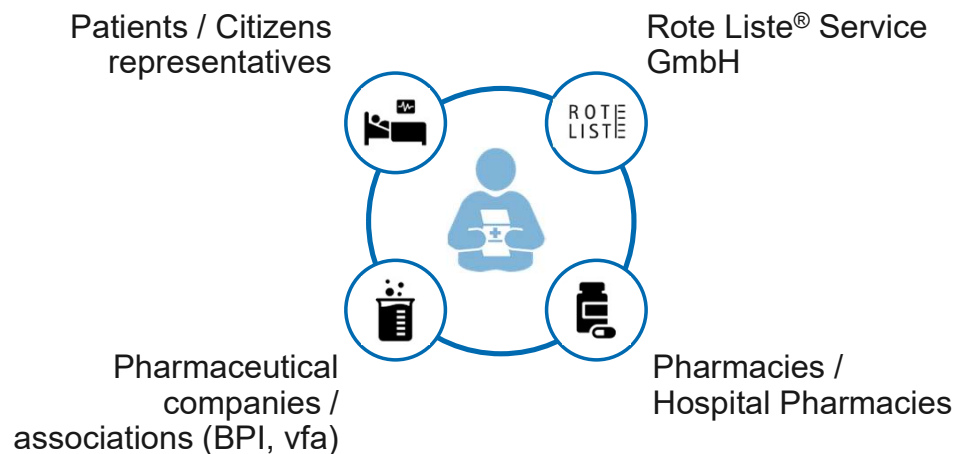 Patients / Citizens
representatives
Rote Liste® Service
GmbH
ROTE
LISTE
Pharmaceutical
companies /
associations (BPI, vfa)
Pharmacies /
Hospital Pharmacies